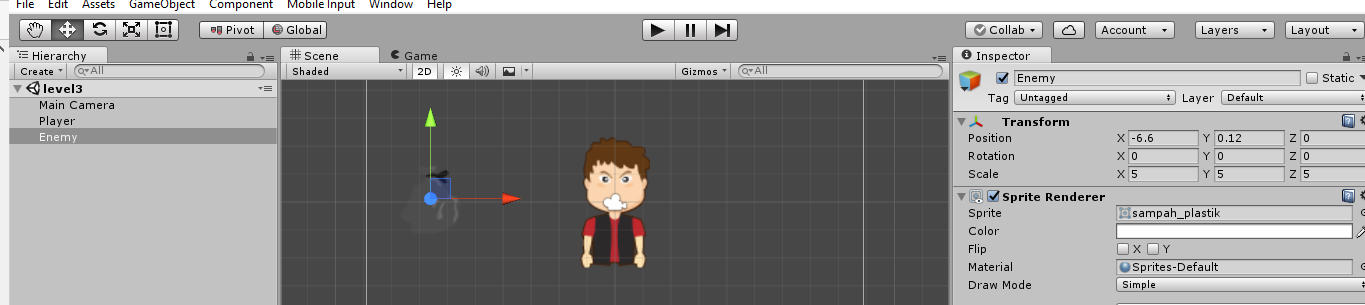 File Edit Assets GameObject Component Mobile Input Window Help
Pivot Global Collab Account Layers Layout
Hierarchy Scene Game Inspector
Create All Shaded 2D Gizmos All Enemy Static
level3
Tag Untagged Layer Default
Main Camera
Player
Enemy
Transform
Position X -6.6 Y 0.12 Z 0
Rotation X 0 Y 0 Z 0
Scale X 5 Y 5 Z 5
Sprite Renderer
Sprite sampah_plastik
Color
Flip X Y
Material Sprites-Default
Draw Mode Simple